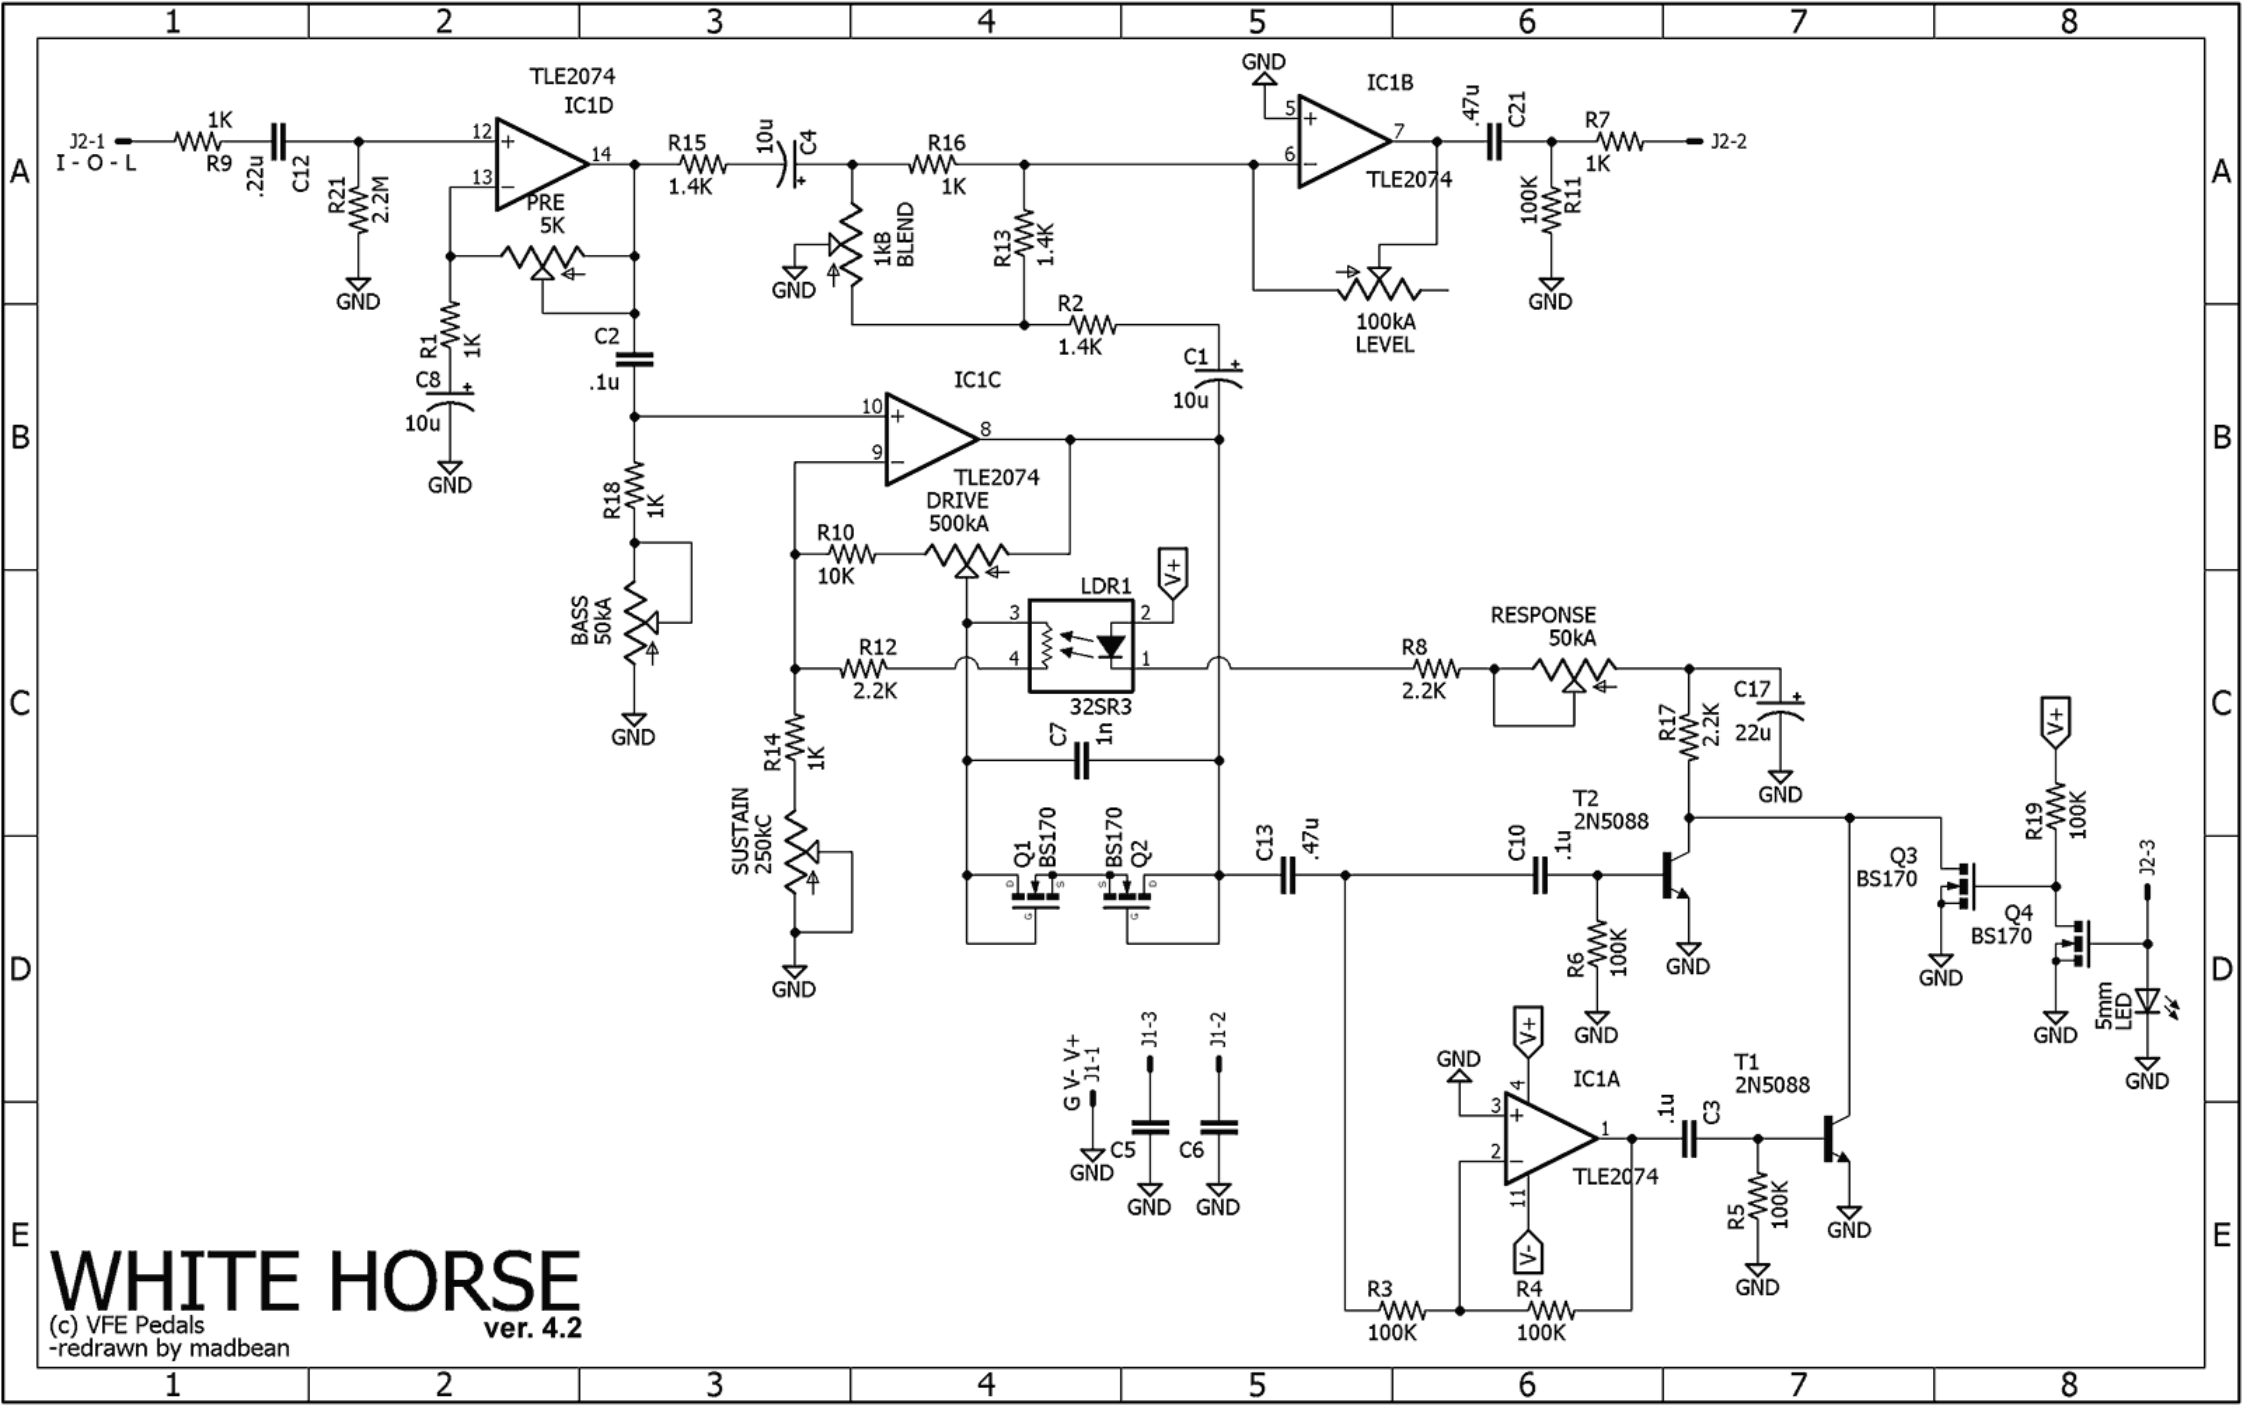 1 2 3 4 5 6 7 8
A
B
C
D
E
A
B
C
D
E
J2-1
I - O - L
1K
R9
.22u
C12
R21
2.2M
GND
TLE2074
IC1D
12
13
14
+
−
PRE
5K
R1
1K
C8
+
10u
GND
R15
1.4K
10u
C4
+
R16
1K
1kB
BLEND
GND
R13
1.4K
R2
1.4K
GND
5
6
7
+
−
IC1B
TLE2074
.47u
C21
R7
1K
J2-2
100K
R11
GND
100kA
LEVEL
C2
.1u
C1
+
10u
IC1C
10
9
8
+
−
TLE2074
R18
1K
BASS
50kA
GND
DRIVE
500kA
R10
10K
R12
2.2K
LDR1
3
4
2
1
32SR3
V+
C7
1n
R14
1K
SUSTAIN
250kC
GND
Q1
BS170
BS170
Q2
D
S
G
S
D
G
C13
.47u
RESPONSE
50kA
R8
2.2K
R17
2.2K
C17
+
22u
GND
T2
2N5088
C10
.1u
R6
100K
GND
GND
V+
R19
100K
Q3
BS170
GND
Q4
BS170
GND
J2-3
5mm
LED
GND
G V- V+
J1-1
GND
J1-3
C5
GND
J1-2
C6
GND
GND
V+
4
3
2
1
11
+
−
V-
IC1A
TLE2074
.1u
C3
T1
2N5088
R5
100K
GND
GND
R3
100K
R4
100K
WHITE HORSE
ver. 4.2
(c) VFE Pedals
-redrawn by madbean
1 2 3 4 5 6 7 8